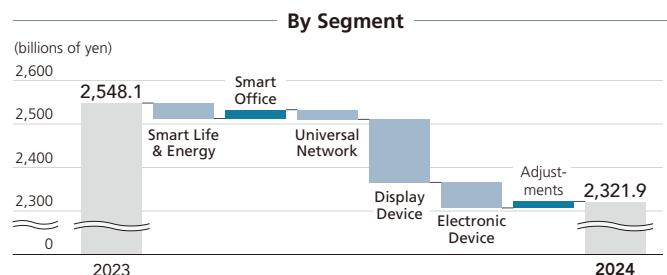 By Segment
(billions of yen)
2,600
2,548.1
Smart
Office
2,500
Smart Life
& Energy
Universal
Network
2,400
Adjust-
ments
2,321.9
Display
Device
Electronic
Device
2,300
0
2023
2024